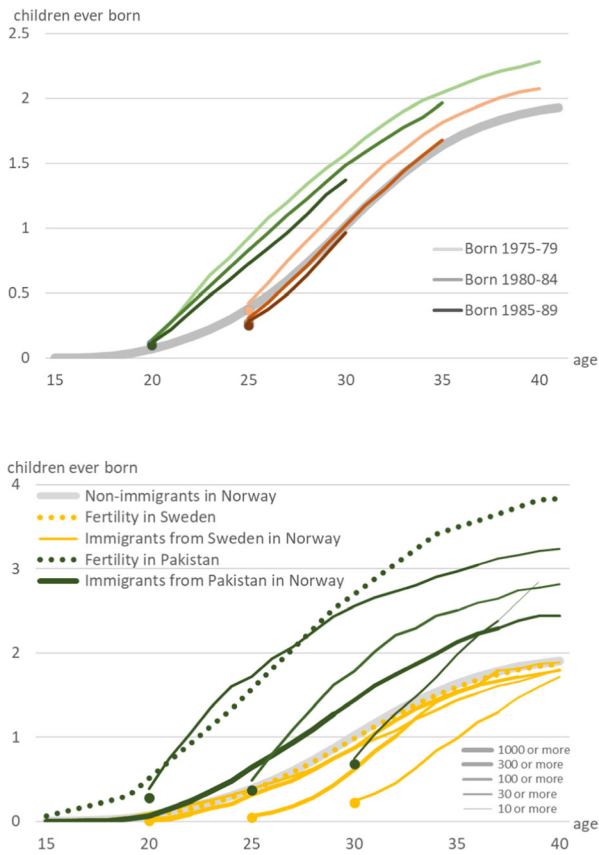 children ever born
2.5
2
1.5
1
0.5
0
Born 1975-79
Born 1980-84
Born 1985-89
15 20 25 30 35 40 age
children ever born
4
3
2
1
0
Non-immigrants in Norway
Fertility in Sweden
Immigrants from Sweden in Norway
Fertility in Pakistan
Immigrants from Pakistan in Norway
1000 or more
300 or more
100 or more
30 or more
10 or more
15 20 25 30 35 40 age